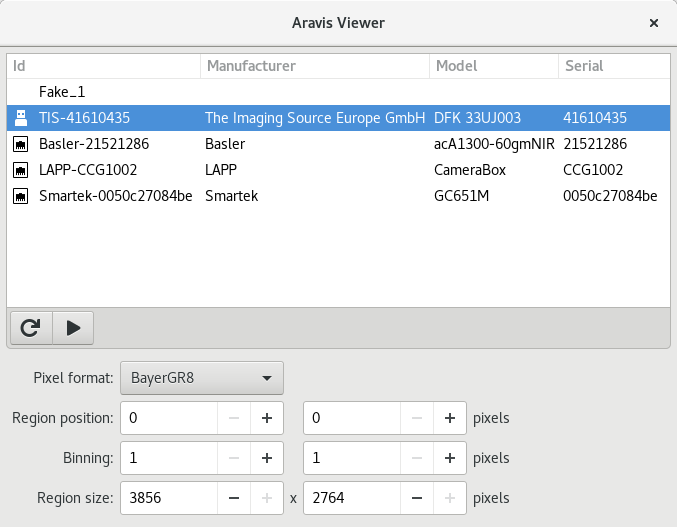 Aravis Viewer
Id Manufacturer Model Serial
Fake_1
TIS-41610435 The Imaging Source Europe GmbH DFK 33UJ003 41610435
Basler-21521286 Basler acA1300-60gmNIR 21521286
LAPP-CCG1002 LAPP CameraBox CCG1002
Smartek-0050c27084be Smartek GC651M 0050c27084be
Pixel format: BayerGR8
Region position: 0 0 pixels
Binning: 1 1 pixels
Region size: 3856 x 2764 pixels